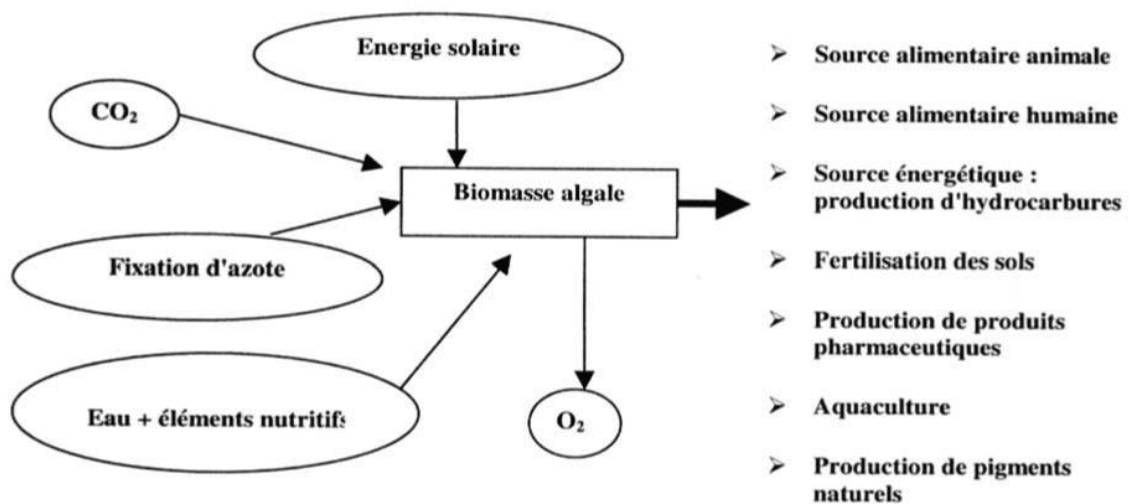 Energie solaire
CO₂
Biomasse algale
Fixation d'azote
Eau + éléments nutritifs
O₂
➢ Source alimentaire animale
➢ Source alimentaire humaine
➢ Source énergétique :
production d'hydrocarbures
➢ Fertilisation des sols
➢ Production de produits
pharmaceutiques
➢ Aquaculture
➢ Production de pigments
naturels